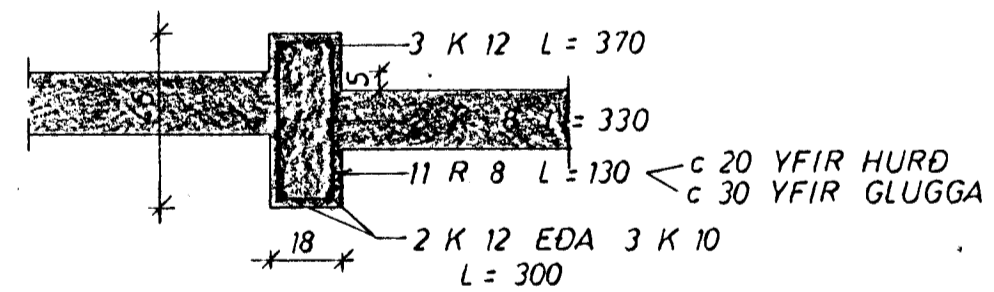 3 K 12 L = 370
5
K 8 L = 330
11 R 8 L = 130
c 20 YFIR HURÐ
c 30 YFIR GLUGGA
18
2 K 12 EÐA 3 K 10
L = 300